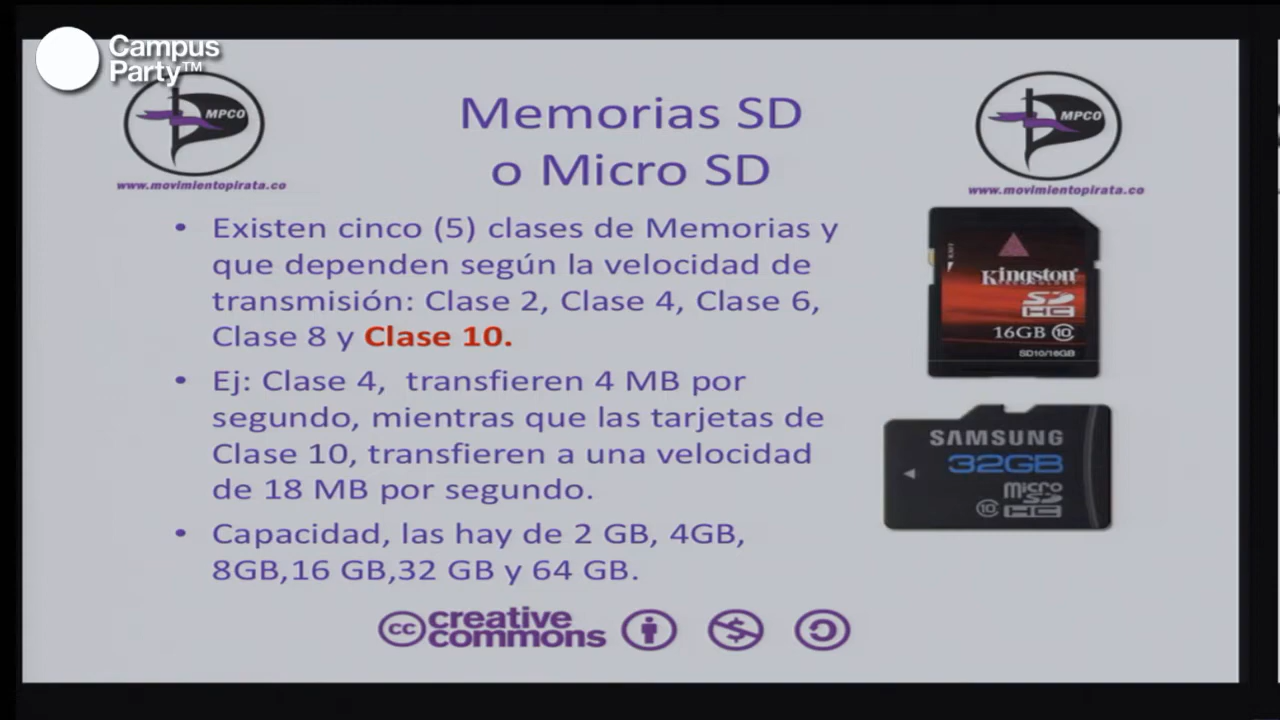 Campus
Party™
MPCO
www.movimientopirata.co
MPCO
www.movimientopirata.co
Memorias SD
o Micro SD
• Existen cinco (5) clases de Memorias y
que dependen según la velocidad de
transmisión: Clase 2, Clase 4, Clase 6,
Clase 8 y Clase 10.
• Ej: Clase 4, transfieren 4 MB por
segundo, mientras que las tarjetas de
Clase 10, transfieren a una velocidad
de 18 MB por segundo.
• Capacidad, las hay de 2 GB, 4GB,
8GB,16 GB,32 GB y 64 GB.
Kingston
SD
HC
16GB 10
SD10/16GB
SAMSUNG
32GB
micro
SD
10 HC
cc creative
commons